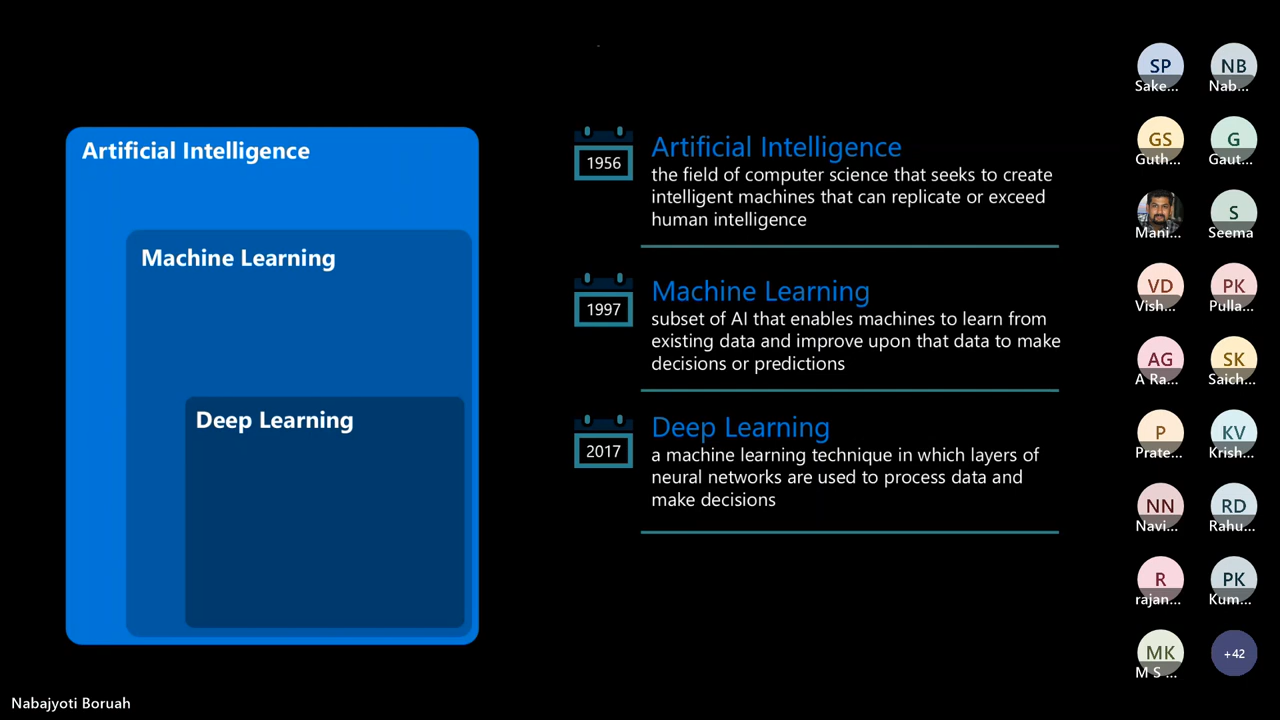 Artificial Intelligence
Machine Learning
Deep Learning
1956
Artificial Intelligence
the field of computer science that seeks to create
intelligent machines that can replicate or exceed
human intelligence
1997
Machine Learning
subset of AI that enables machines to learn from
existing data and improve upon that data to make
decisions or predictions
2017
Deep Learning
a machine learning technique in which layers of
neural networks are used to process data and
make decisions
SP
Sake...
NB
Nab...
GS
Guth...
G
Gaut...
Mani...
S
Seema
VD
Vish...
PK
Pulla...
AG
A Ra...
SK
Saich...
P
Prate...
KV
Krish...
NN
Navi...
RD
Rahu...
R
rajan...
PK
Kum...
MK
M S ...
+42
Nabajyoti Boruah